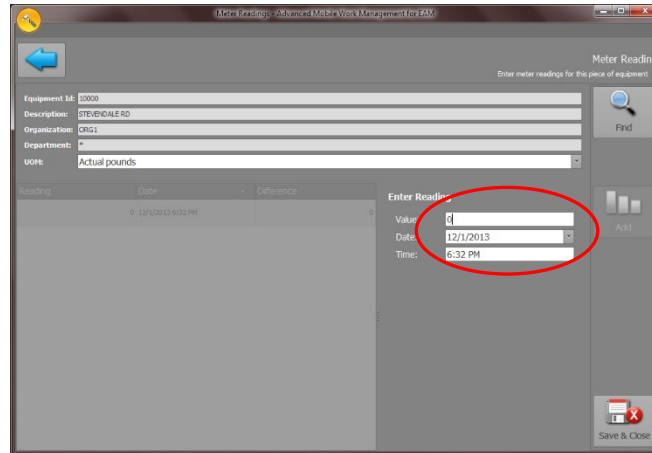 Meter Readings - Advanced Mobile Work Management for EAM
Meter Readin
Enter meter readings for this piece of equipment
Equipment Id: 10000
Description: STEVENDALE RD
Organization: ORG1
Department: *
UOM: Actual pounds
Find
Reading Date Difference
0 12/1/2013 6:32 PM 0
Enter Reading
Value: 0
Date: 12/1/2013
Time: 6:32 PM
Add
Save & Close